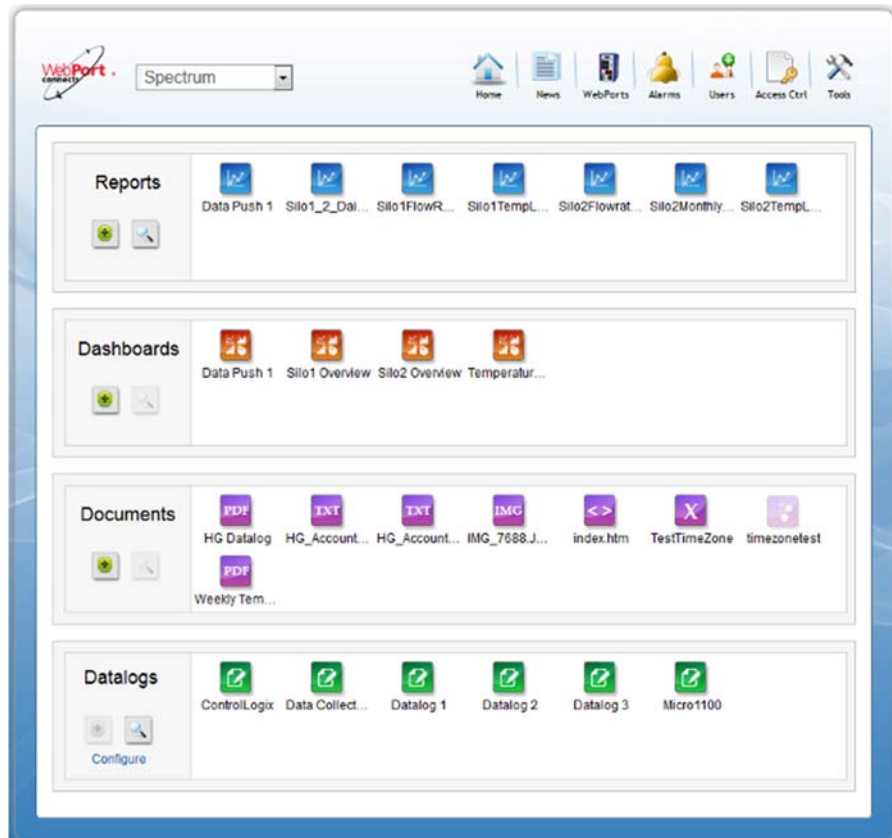 WebPort.
connects
Spectrum
Home News WebPorts Alarms Users Access Ctrl Tools
Reports
Data Push 1 Silo1_2_Dai... Silo1FlowR... Silo1TempL... Silo2Flowrat... Silo2Monthly... Silo2TempL...
Dashboards
Data Push 1 Silo1 Overview Silo2 Overview Temperatur...
Documents
PDF TXT TXT IMG <> X
HG Datalog HG_Account... HG_Account... IMG_7688.J... index.htm TestTimeZone timezonetest
PDF
Weekly Tem...
Datalogs
ControlLogix Data Collect... Datalog 1 Datalog 2 Datalog 3 Micro1100
Configure